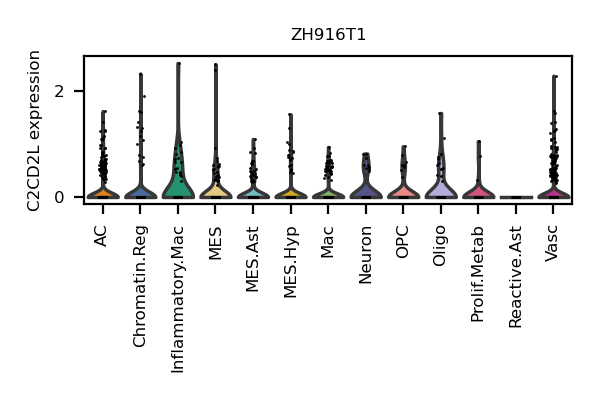 ZH916T1
C2CD2L expression
2
0
AC
Chromatin.Reg
Inflammatory.Mac
MES
MES.Ast
MES.Hyp
Mac
Neuron
OPC
Oligo
Prolif.Metab
Reactive.Ast
Vasc